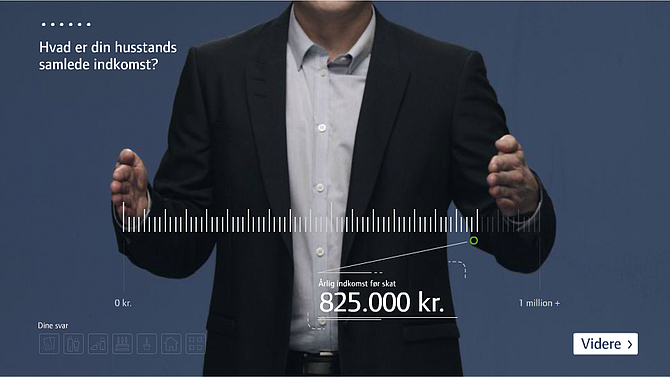 Hvad er din husstands
samlede indkomst?
Årlig indkomst før skat
825.000 kr.
0 kr.
1 million +
Dine svar
Videre >